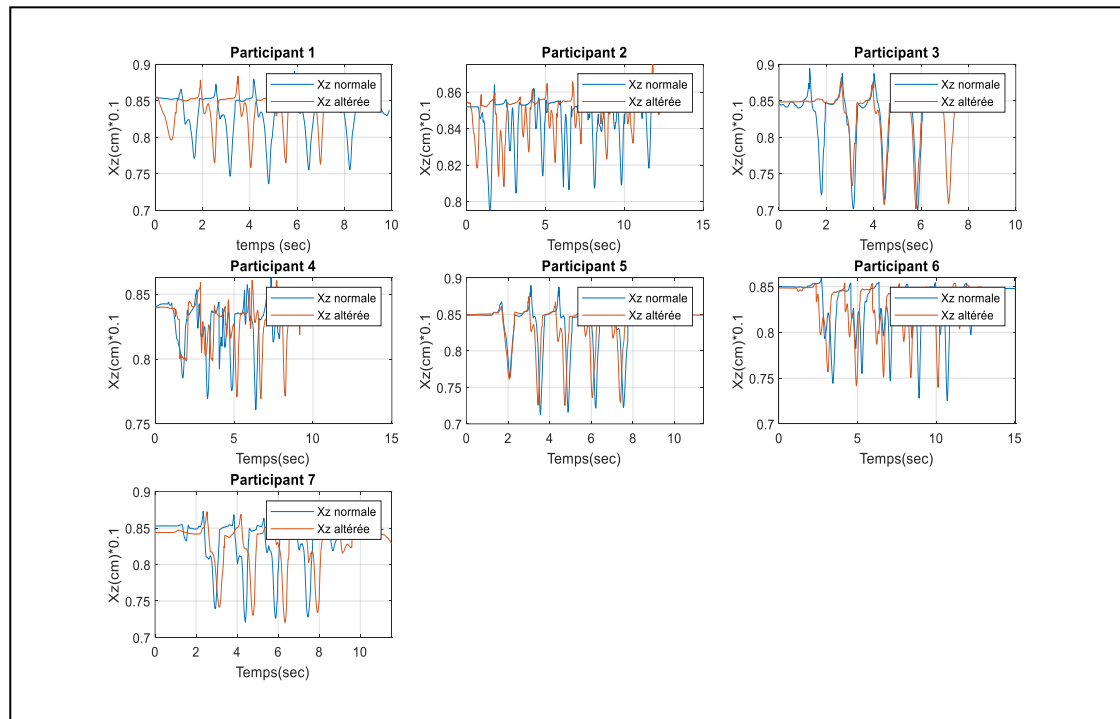 Participant 1
Xz normale
Xz altérée
0.9
0.85
0.8
0.75
0.7
Xz(cm)*0.1
0 2 4 6 8 10
temps (sec)
Participant 2
Xz normale
Xz altérée
0.86
0.84
0.82
0.8
Xz(cm)*0.1
0 5 10 15
Temps(sec)
Participant 3
Xz normale
Xz altérée
0.9
0.85
0.8
0.75
0.7
Xz(cm)*0.1
0 2 4 6 8 10
Temps(sec)
Participant 4
Xz normale
Xz altérée
0.85
0.8
0.75
Xz(cm)*0.1
0 5 10 15
Temps(sec)
Participant 5
Xz normale
Xz altérée
0.9
0.85
0.8
0.75
0.7
Xz(cm)*0.1
0 2 4 6 8 10
Temps(sec)
Participant 6
Xz normale
Xz altérée
0.85
0.8
0.75
0.7
Xz(cm)*0.1
0 5 10 15
Temps(sec)
Participant 7
Xz normale
Xz altérée
0.9
0.85
0.8
0.75
0.7
Xz(cm)*0.1
0 2 4 6 8 10
Temps(sec)